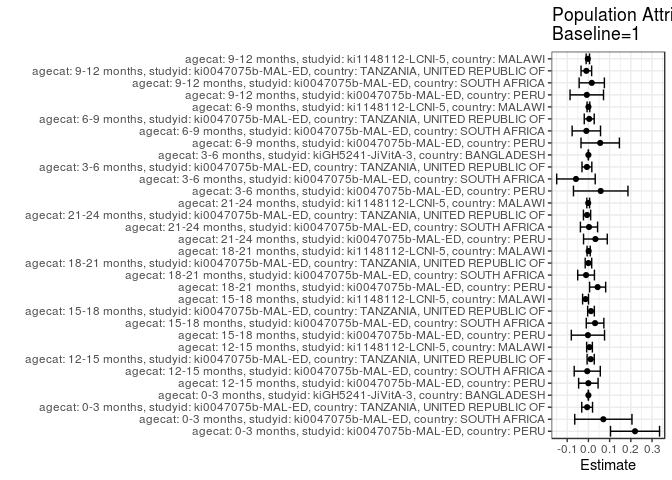 Population Attri
Baseline=1
agecat: 9-12 months, studyid: ki1148112-LCNI-5, country: MALAWI
agecat: 9-12 months, studyid: ki0047075b-MAL-ED, country: TANZANIA, UNITED REPUBLIC OF
agecat: 9-12 months, studyid: ki0047075b-MAL-ED, country: SOUTH AFRICA
agecat: 9-12 months, studyid: ki0047075b-MAL-ED, country: PERU
agecat: 6-9 months, studyid: ki1148112-LCNI-5, country: MALAWI
agecat: 6-9 months, studyid: ki0047075b-MAL-ED, country: TANZANIA, UNITED REPUBLIC OF
agecat: 6-9 months, studyid: ki0047075b-MAL-ED, country: SOUTH AFRICA
agecat: 6-9 months, studyid: ki0047075b-MAL-ED, country: PERU
agecat: 3-6 months, studyid: kiGH5241-JiVitA-3, country: BANGLADESH
agecat: 3-6 months, studyid: ki0047075b-MAL-ED, country: TANZANIA, UNITED REPUBLIC OF
agecat: 3-6 months, studyid: ki0047075b-MAL-ED, country: SOUTH AFRICA
agecat: 3-6 months, studyid: ki0047075b-MAL-ED, country: PERU
agecat: 21-24 months, studyid: ki1148112-LCNI-5, country: MALAWI
agecat: 21-24 months, studyid: ki0047075b-MAL-ED, country: TANZANIA, UNITED REPUBLIC OF
agecat: 21-24 months, studyid: ki0047075b-MAL-ED, country: SOUTH AFRICA
agecat: 21-24 months, studyid: ki0047075b-MAL-ED, country: PERU
agecat: 18-21 months, studyid: ki1148112-LCNI-5, country: MALAWI
agecat: 18-21 months, studyid: ki0047075b-MAL-ED, country: TANZANIA, UNITED REPUBLIC OF
agecat: 18-21 months, studyid: ki0047075b-MAL-ED, country: SOUTH AFRICA
agecat: 18-21 months, studyid: ki0047075b-MAL-ED, country: PERU
agecat: 15-18 months, studyid: ki1148112-LCNI-5, country: MALAWI
agecat: 15-18 months, studyid: ki0047075b-MAL-ED, country: TANZANIA, UNITED REPUBLIC OF
agecat: 15-18 months, studyid: ki0047075b-MAL-ED, country: SOUTH AFRICA
agecat: 15-18 months, studyid: ki0047075b-MAL-ED, country: PERU
agecat: 12-15 months, studyid: ki1148112-LCNI-5, country: MALAWI
agecat: 12-15 months, studyid: ki0047075b-MAL-ED, country: TANZANIA, UNITED REPUBLIC OF
agecat: 12-15 months, studyid: ki0047075b-MAL-ED, country: SOUTH AFRICA
agecat: 12-15 months, studyid: ki0047075b-MAL-ED, country: PERU
agecat: 0-3 months, studyid: kiGH5241-JiVitA-3, country: BANGLADESH
agecat: 0-3 months, studyid: ki0047075b-MAL-ED, country: TANZANIA, UNITED REPUBLIC OF
agecat: 0-3 months, studyid: ki0047075b-MAL-ED, country: SOUTH AFRICA
agecat: 0-3 months, studyid: ki0047075b-MAL-ED, country: PERU
-0.1 0.0 0.1 0.2 0.3
Estimate